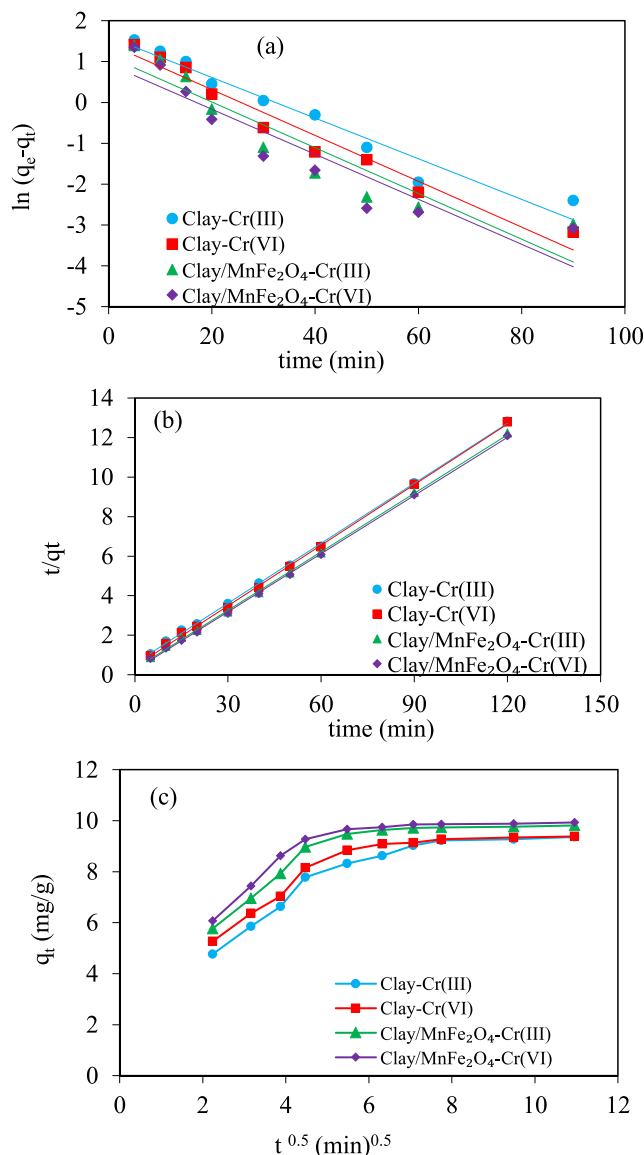 (a)
2
1
0
-1
-2
-3
-4
-5
ln (qₑ-qₜ)
Clay-Cr(III)
Clay-Cr(VI)
Clay/MnFe₂O₄-Cr(III)
Clay/MnFe₂O₄-Cr(VI)
0 20 40 60 80 100
time (min)
(b)
14
12
10
8
6
4
2
0
t/qt
Clay-Cr(III)
Clay-Cr(VI)
Clay/MnFe₂O₄-Cr(III)
Clay/MnFe₂O₄-Cr(VI)
0 30 60 90 120 150
time (min)
(c)
12
10
8
6
4
2
0
qₜ (mg/g)
Clay-Cr(III)
Clay-Cr(VI)
Clay/MnFe₂O₄-Cr(III)
Clay/MnFe₂O₄-Cr(VI)
0 2 4 6 8 10 12
t ⁰·⁵ (min)⁰·⁵